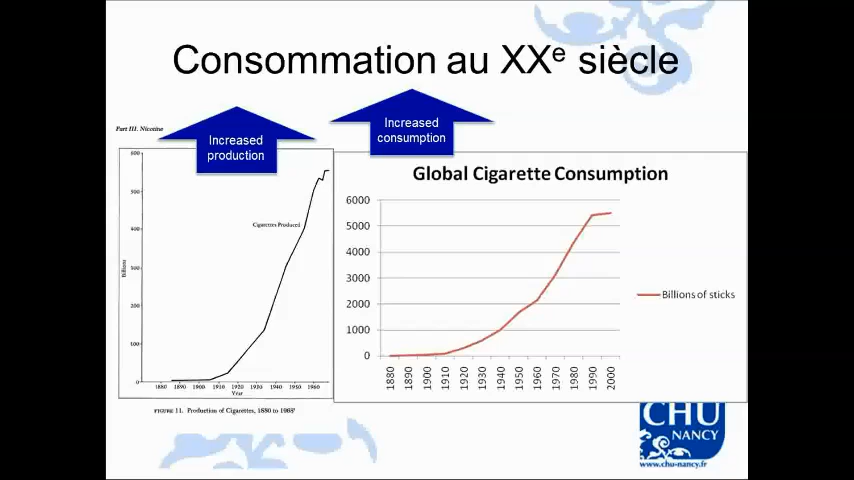 Consommation au XXe siècle
Increased
production
Increased
consumption
Part III. Nicotine
600
500
400
300
200
100
0
Billions
Cigarettes Produced
1880 1890 1900 1910 1920 1930 1940 1950 1960
Year
FIGURE 11. Production of Cigarettes, 1880 to 1968
Global Cigarette Consumption
6000
5000
4000
3000
2000
1000
0
1880 1890 1900 1910 1920 1930 1940 1950 1960 1970 1980 1990 2000
Billions of sticks
CHU
NANCY
www.chu-nancy.fr